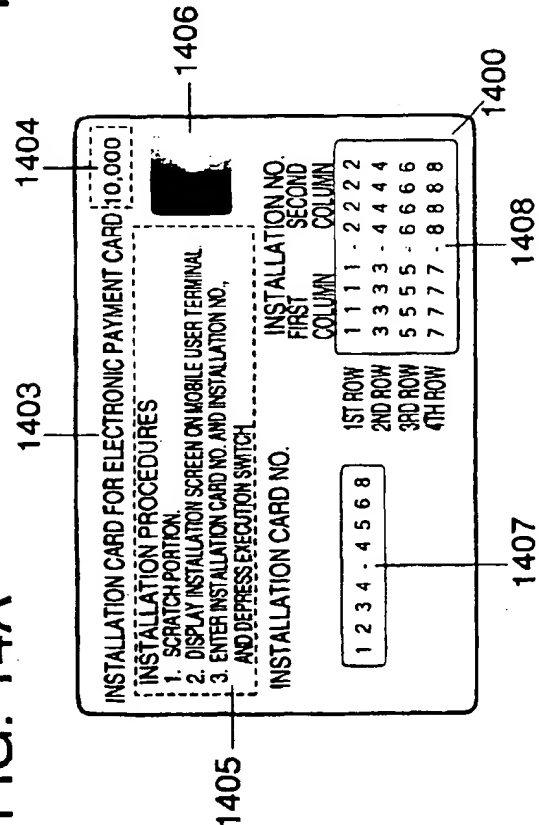 FIG. 14A
1403
1404
1406
INSTALLATION CARD FOR ELECTRONIC PAYMENT CARD 10,000
INSTALLATION PROCEDURES
1. SCRATCH PORTION.
2. DISPLAY INSTALLATION SCREEN ON MOBILE USER TERMINAL.
3. ENTER INSTALLATION CARD NO. AND INSTALLATION NO.,
AND DEPRESS EXECUTION SWITCH.
1405
INSTALLATION CARD NO.
1 2 3 4 - 4 5 6 8
INSTALLATION NO.
FIRST COLUMN
SECOND COLUMN
1ST ROW 1 1 1 1 - 2 2 2 2
2ND ROW 3 3 3 3 - 4 4 4 4
3RD ROW 5 5 5 5 - 6 6 6 6
4TH ROW 7 7 7 7 - 8 8 8 8
1400
1407
1408